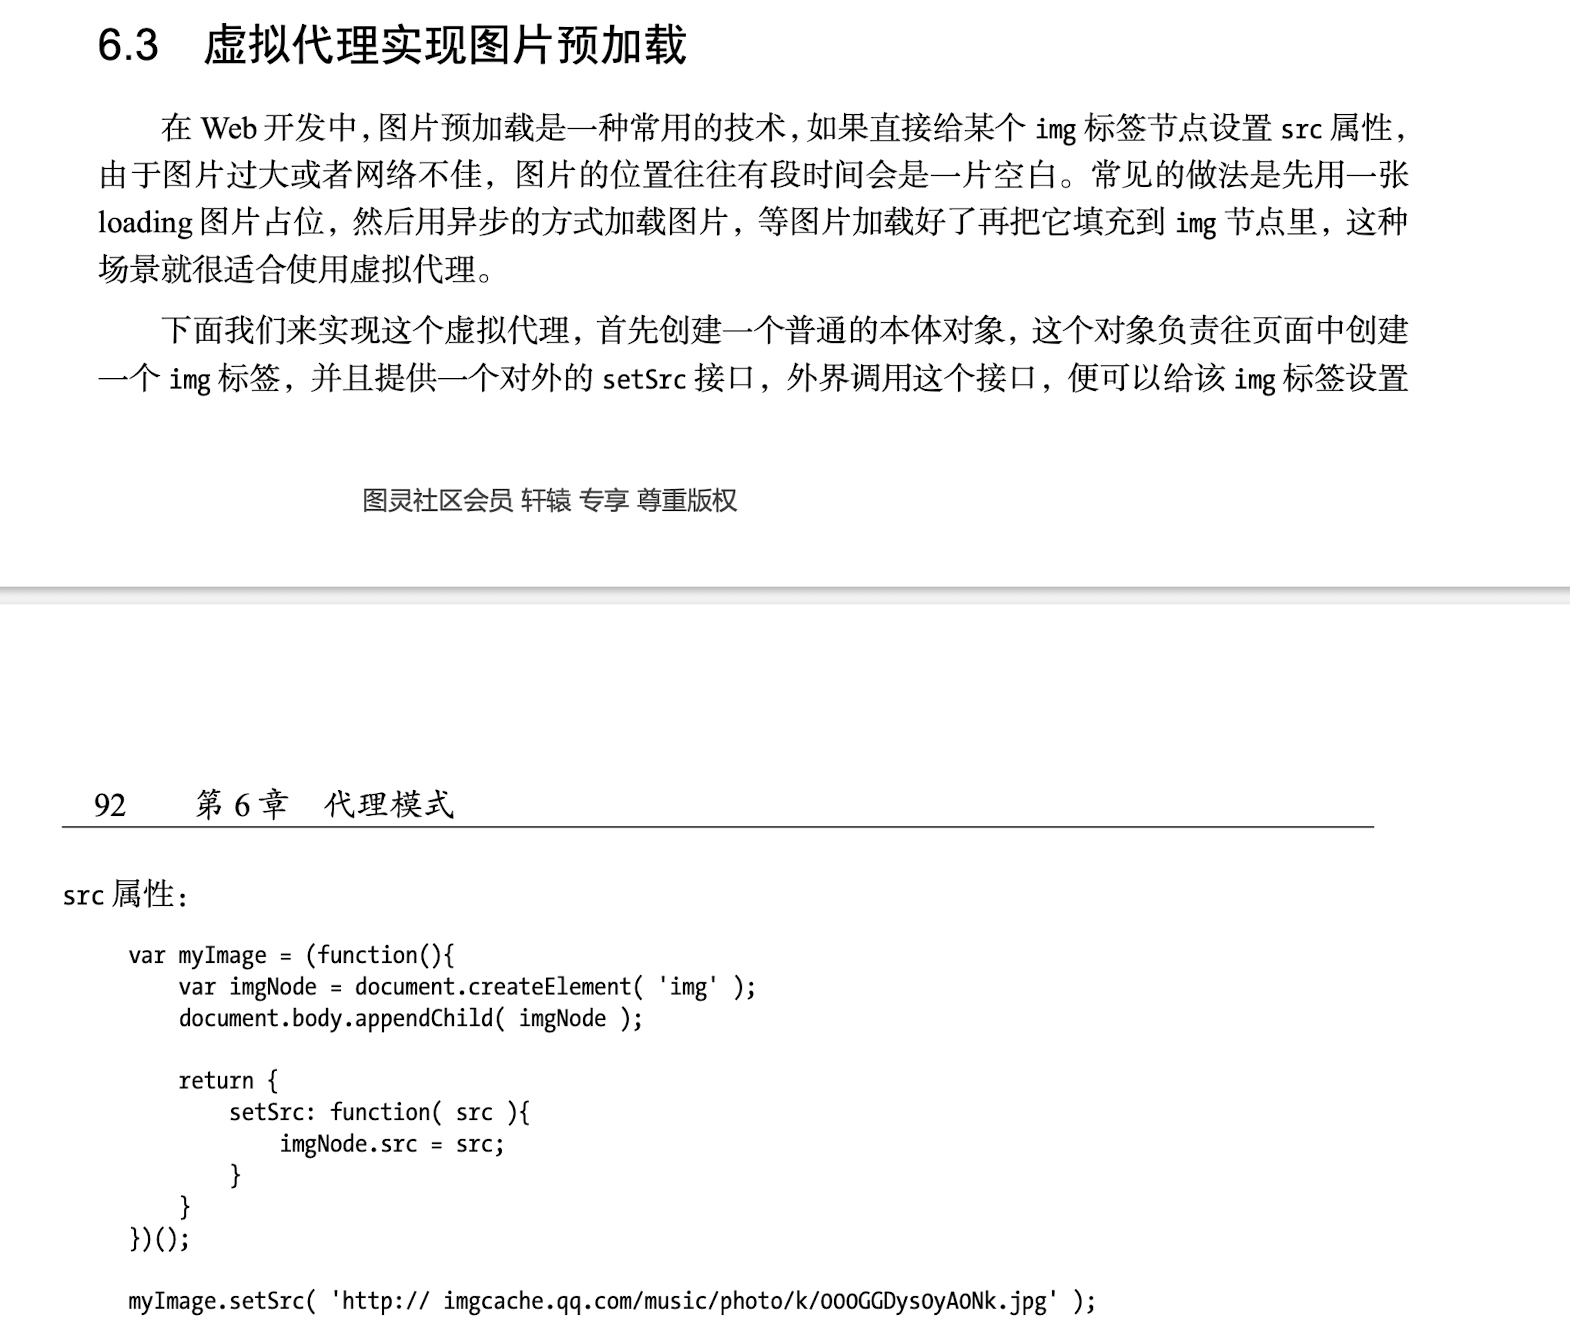 6.3 虚拟代理实现图片预加载
在 Web 开发中,图片预加载是一种常用的技术,如果直接给某个 img 标签节点设置 src 属性,
由于图片过大或者网络不佳，图片的位置往往有段时间会是一片空白。常见的做法是先用一张
loading 图片占位，然后用异步的方式加载图片，等图片加载好了再把它填充到 img 节点里，这种
场景就很适合使用虚拟代理。
下面我们来实现这个虚拟代理，首先创建一个普通的本体对象，这个对象负责往页面中创建
一个 img 标签，并且提供一个对外的 setSrc 接口，外界调用这个接口，便可以给该 img 标签设置
图灵社区会员 轩辕 专享 尊重版权
92 第 6 章 代理模式
src 属性：
var myImage = (function(){
var imgNode = document.createElement( 'img' );
document.body.appendChild( imgNode );
return {
setSrc: function( src ){
imgNode.src = src;
}
}
})();
myImage.setSrc( 'http:// imgcache.qq.com/music/photo/k/000GGDys0yA0Nk.jpg' );